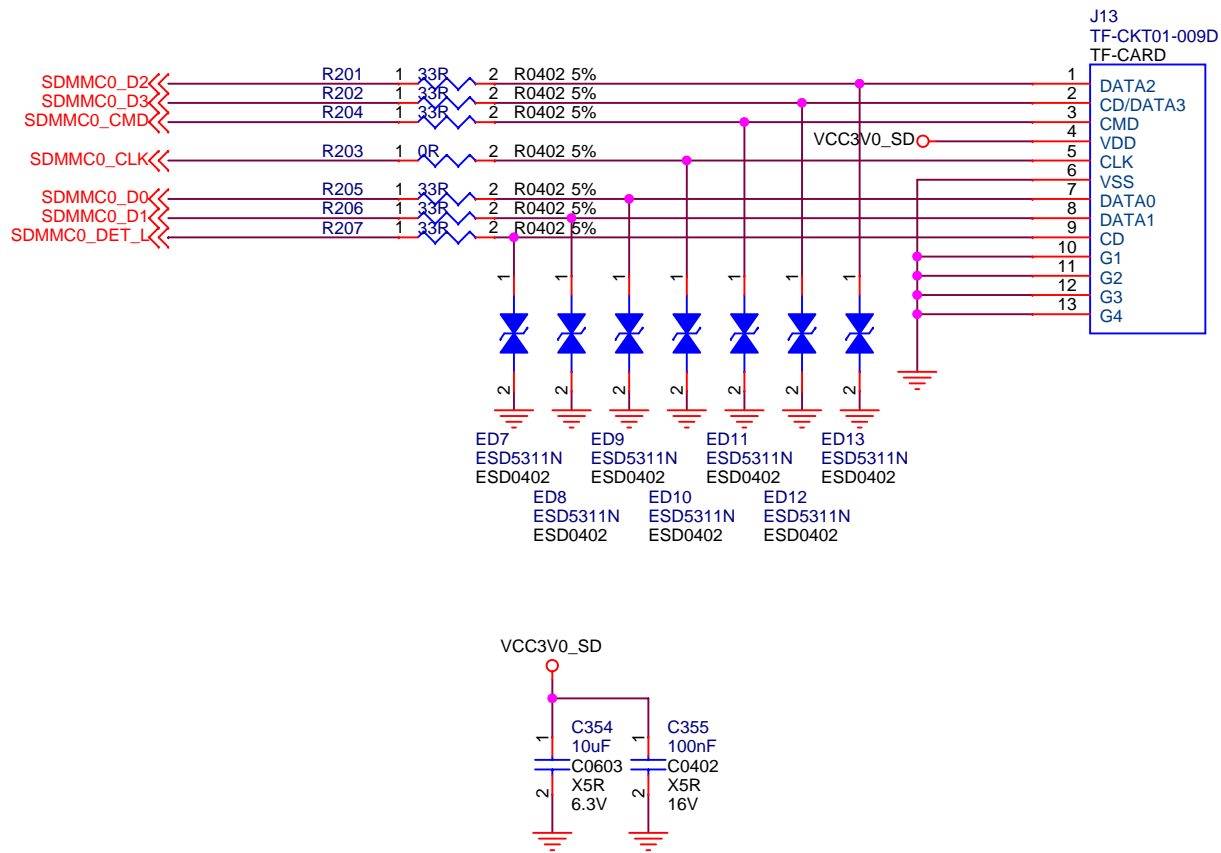 J13
TF-CKT01-009D
TF-CARD
SDMMC0_D2 R201 1 33R 2 R0402 5% 1 DATA2
SDMMC0_D3 R202 1 33R 2 R0402 5% 2 CD/DATA3
SDMMC0_CMD R204 1 33R 2 R0402 5% 3 CMD
VCC3V0_SD 4 VDD
SDMMC0_CLK R203 1 0R 2 R0402 5% 5 CLK
6 VSS
SDMMC0_D0 R205 1 33R 2 R0402 5% 7 DATA0
SDMMC0_D1 R206 1 33R 2 R0402 5% 8 DATA1
SDMMC0_DET_L R207 1 33R 2 R0402 5% 9 CD
10 G1
11 G2
12 G3
13 G4
1 1 1 1 1 1 1
2 2 2 2 2 2 2
ED7 ED9 ED11 ED13
ESD5311N ESD5311N ESD5311N ESD5311N
ESD0402 ESD0402 ESD0402 ESD0402
ED8 ED10 ED12
ESD5311N ESD5311N ESD5311N
ESD0402 ESD0402 ESD0402
VCC3V0_SD
C354 C355
1 10uF 1 100nF
C0603 C0402
X5R X5R
2 6.3V 2 16V